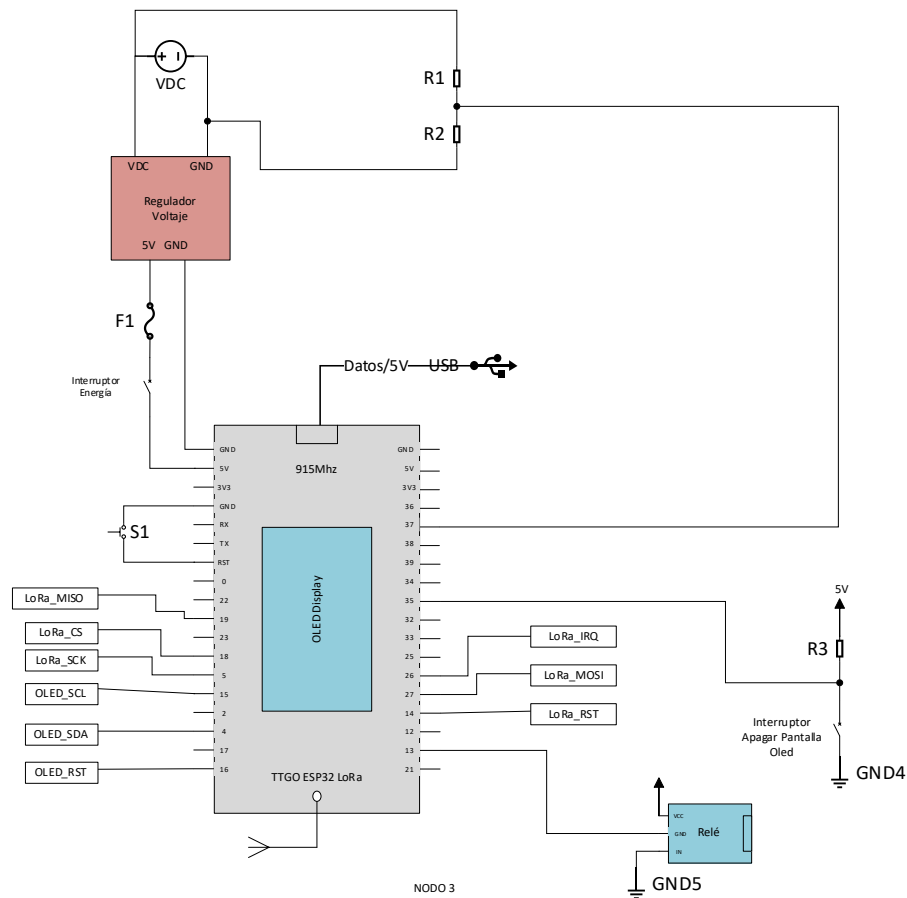 VDC
R1
R2
VDC
GND
Regulador
Voltaje
5V
GND
F1
Interruptor
Energía
Datos/5V
USB
915Mhz
GND
5V
3V3
GND
RX
TX
RST
0
22
19
23
18
5
15
2
4
17
16
GND
5V
3V3
36
37
38
39
34
35
32
33
25
26
27
14
12
13
21
S1
LoRa_MISO
LoRa_CS
LoRa_SCK
OLED_SCL
OLED_SDA
OLED_RST
OLED Display
TTGO ESP32 LoRa
LoRa_IRQ
LoRa_MOSI
LoRa_RST
5V
R3
Interruptor
Apagar Pantalla
Oled
GND4
VCC
GND
IN
Relé
GND5
NODO 3